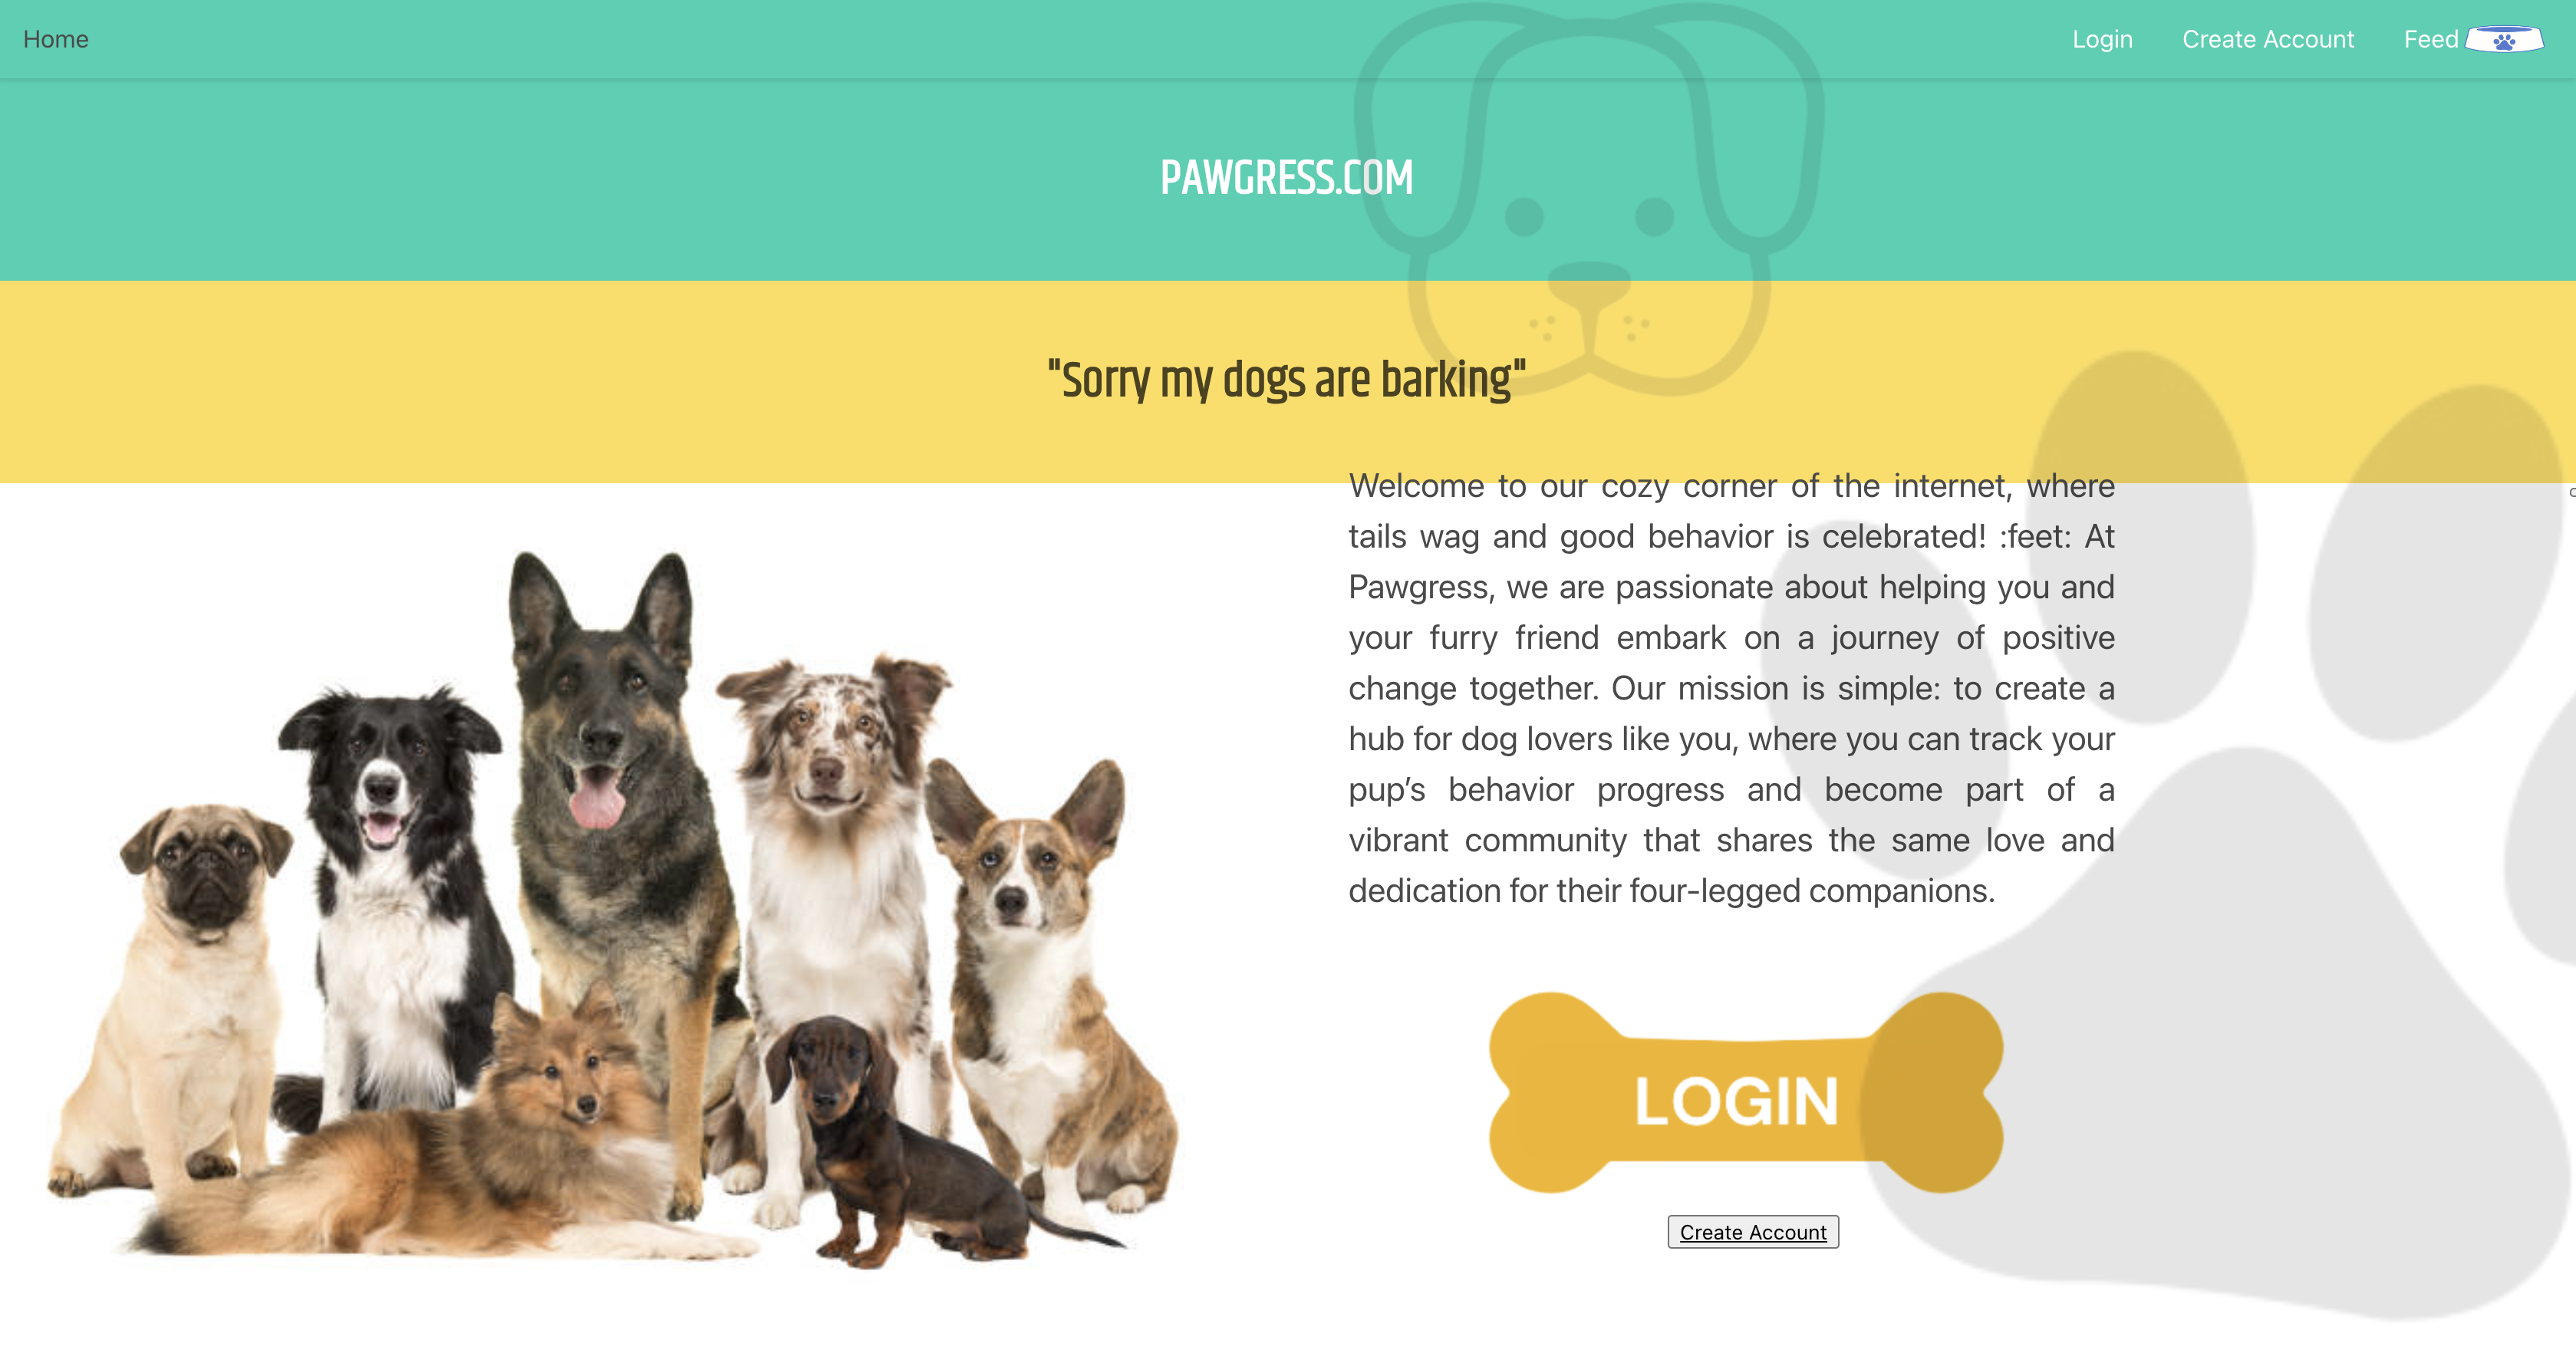 Home
Login
Create Account
Feed
PAWGRESS.COM
"Sorry my dogs are barking"
Welcome to our cozy corner of the internet, where
tails wag and good behavior is celebrated! :feet: At
Pawgress, we are passionate about helping you and
your furry friend embark on a journey of positive
change together. Our mission is simple: to create a
hub for dog lovers like you, where you can track your
pup’s behavior progress and become part of a
vibrant community that shares the same love and
dedication for their four-legged companions.
LOGIN
Create Account